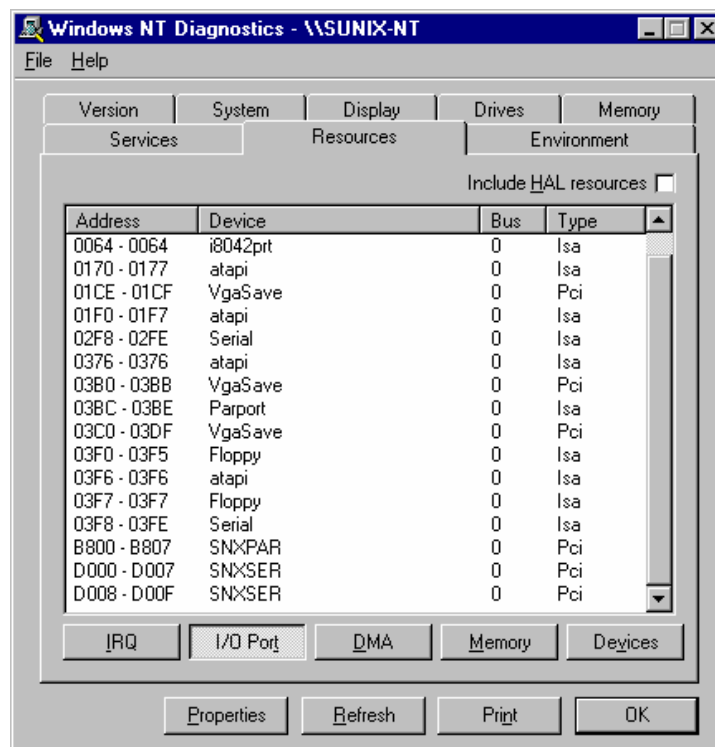 Windows NT Diagnostics - \\SUNIX-NT
File Help
Version System Display Drives Memory
Services Resources Environment
Include HAL resources
Address Device Bus Type
0064 - 0064 i8042prt 0 Isa
0170 - 0177 atapi 0 Isa
01CE - 01CF VgaSave 0 Pci
01F0 - 01F7 atapi 0 Isa
02F8 - 02FE Serial 0 Isa
0376 - 0376 atapi 0 Isa
03B0 - 03BB VgaSave 0 Pci
03BC - 03BE Parport 0 Isa
03C0 - 03DF VgaSave 0 Pci
03F0 - 03F5 Floppy 0 Isa
03F6 - 03F6 atapi 0 Isa
03F7 - 03F7 Floppy 0 Isa
03F8 - 03FE Serial 0 Isa
B800 - B807 SNXPAR 0 Pci
D000 - D007 SNXSER 0 Pci
D008 - D00F SNXSER 0 Pci
IRQ I/O Port DMA Memory Devices
Properties Refresh Print OK